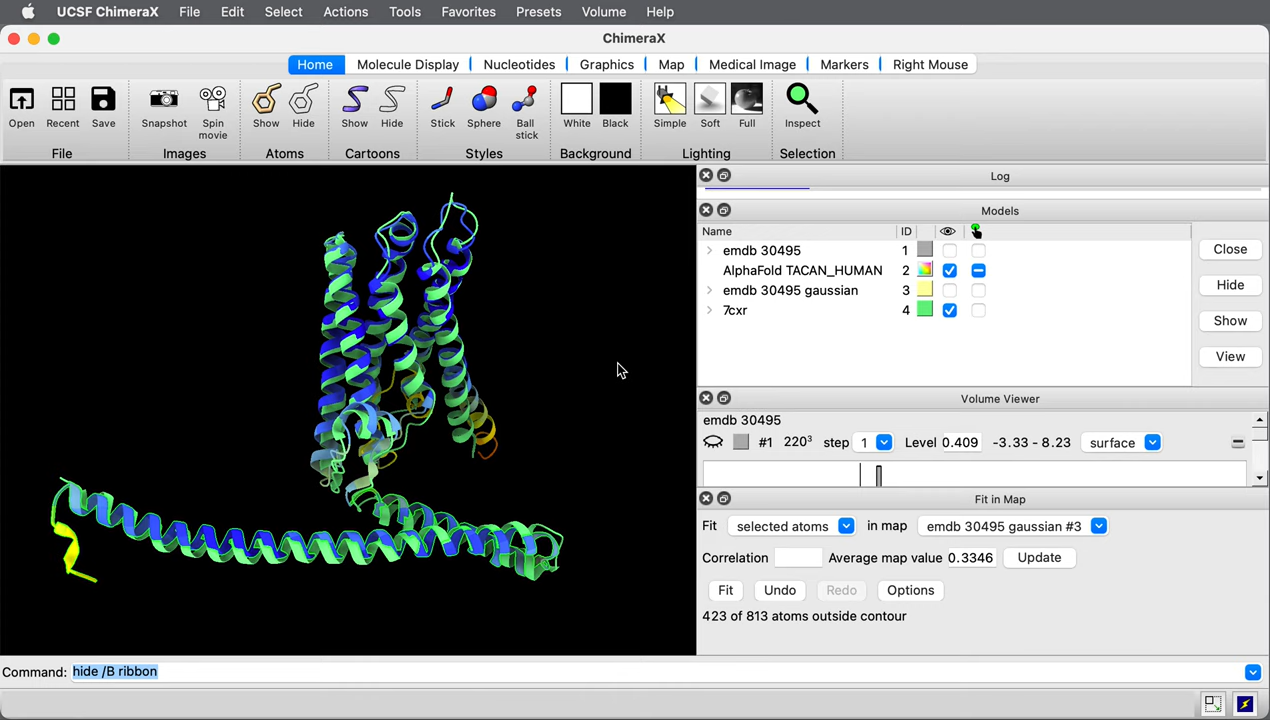 UCSF ChimeraX File Edit Select Actions Tools Favorites Presets Volume Help
ChimeraX
Home Molecule Display Nucleotides Graphics Map Medical Image Markers Right Mouse
Open Recent Save Snapshot Spin movie Show Hide Show Hide Stick Sphere Ball stick White Black Simple Soft Full Inspect
File Images Atoms Cartoons Styles Background Lighting Selection
Log
Models
Name ID
emdb 30495 1
AlphaFold TACAN_HUMAN 2
emdb 30495 gaussian 3
7cxr 4
Close
Hide
Show
View
Volume Viewer
emdb 30495
#1 220³ step 1 Level 0.409 -3.33 - 8.23 surface
Fit in Map
Fit selected atoms in map emdb 30495 gaussian #3
Correlation Average map value 0.3346 Update
Fit Undo Redo Options
423 of 813 atoms outside contour
Command: hide /B ribbon